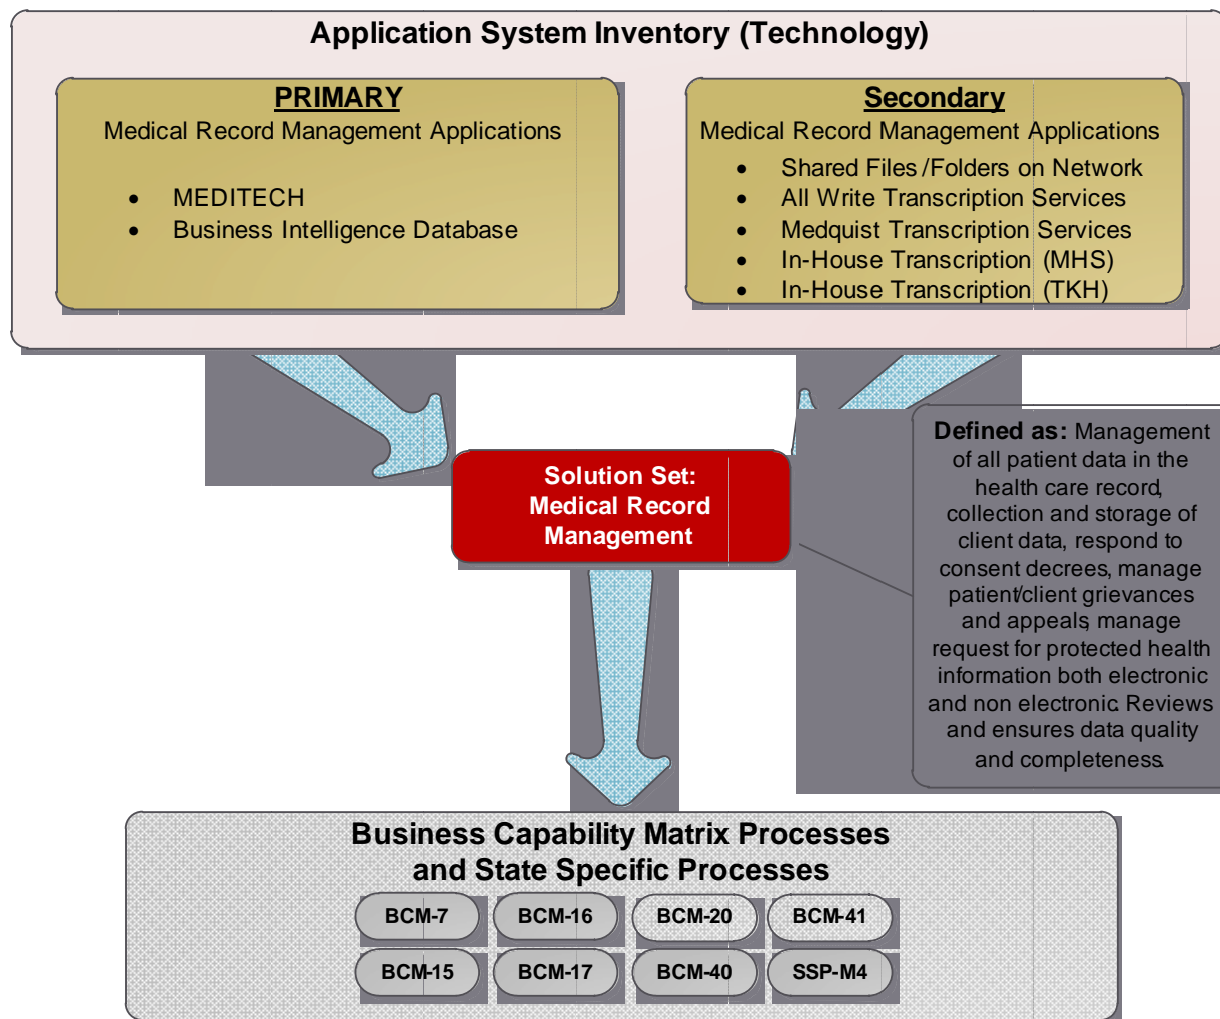 Application System Inventory (Technology)
PRIMARY
Medical Record Management Applications
• MEDITECH
• Business Intelligence Database
Secondary
Medical Record Management Applications
• Shared Files /Folders on Network
• All Write Transcription Services
• Medquist Transcription Services
• In-House Transcription (MHS)
• In-House Transcription (TKH)
Solution Set:
Medical Record
Management
Defined as: Management
of all patient data in the
health care record,
collection and storage of
client data, respond to
consent decrees, manage
patient/client grievances
and appeals, manage
request for protected health
information both electronic
and non electronic. Reviews
and ensures data quality
and completeness.
Business Capability Matrix Processes
and State Specific Processes
BCM-7 BCM-16 BCM-20 BCM-41
BCM-15 BCM-17 BCM-40 SSP-M4